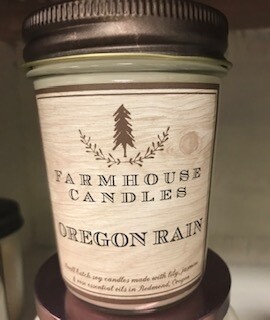 FARMHOUSE
CANDLES
OREGON RAIN
small batch soy candles made with lily, jasmine
& rose essential oils in Redmond, Oregon